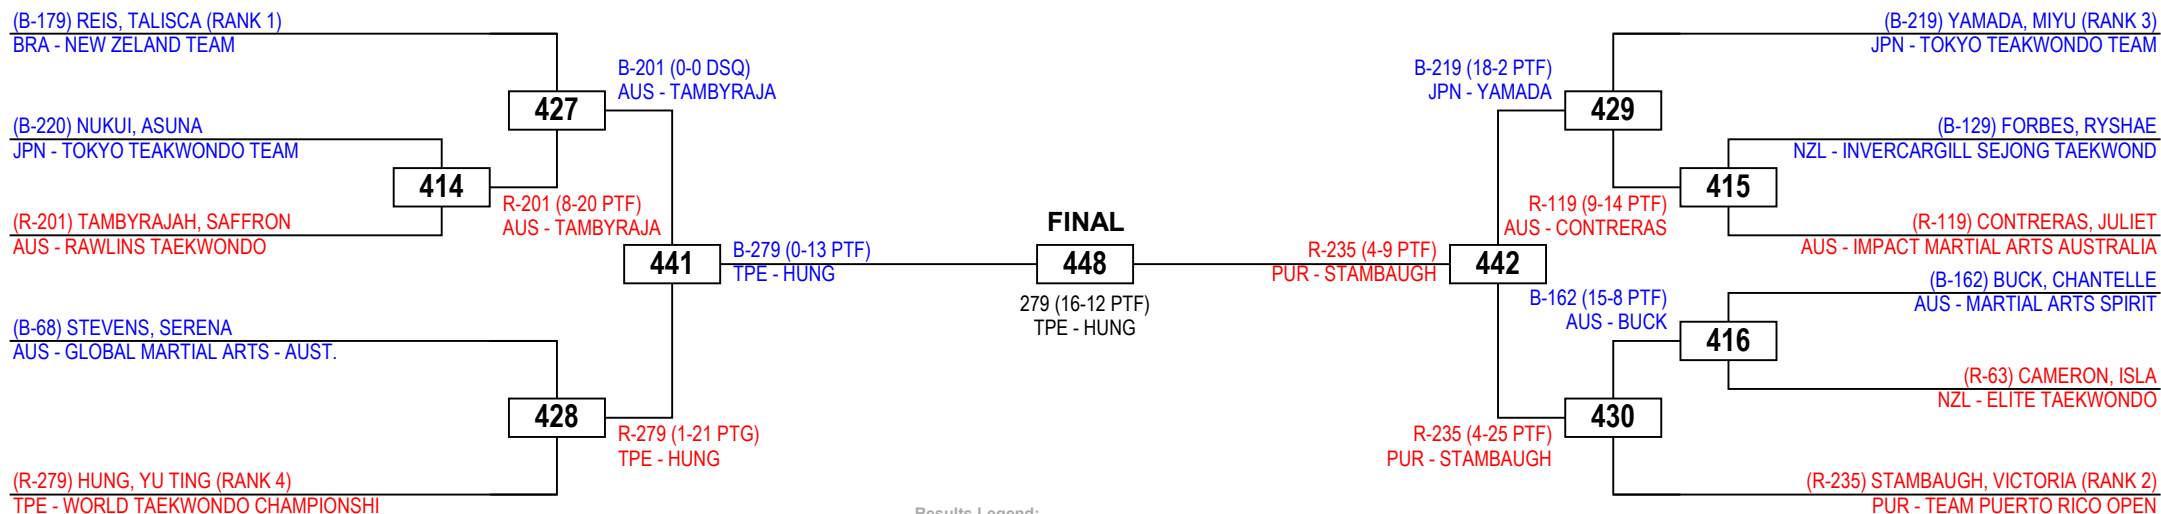 (B-179) REIS, TALISCA (RANK 1)
BRA - NEW ZELAND TEAM
(B-220) NUKUI, ASUNA
JPN - TOKYO TEAKWONDO TEAM
(R-201) TAMBYRAJAH, SAFFRON
AUS - RAWLINS TAEKWONDO
(B-68) STEVENS, SERENA
AUS - GLOBAL MARTIAL ARTS - AUST.
(R-279) HUNG, YU TING (RANK 4)
TPE - WORLD TAEKWONDO CHAMPIONSHI
414
R-201 (8-20 PTF)
AUS - TAMBYRAJA
427
B-201 (0-0 DSQ)
AUS - TAMBYRAJA
428
R-279 (1-21 PTG)
TPE - HUNG
441
B-279 (0-13 PTF)
TPE - HUNG
FINAL
448
279 (16-12 PTF)
TPE - HUNG
R-235 (4-9 PTF)
PUR - STAMBAUGH
442
B-219 (18-2 PTF)
JPN - YAMADA
429
R-119 (9-14 PTF)
AUS - CONTRERAS
415
B-162 (15-8 PTF)
AUS - BUCK
416
R-235 (4-25 PTF)
PUR - STAMBAUGH
430
(B-219) YAMADA, MIYU (RANK 3)
JPN - TOKYO TEAKWONDO TEAM
(B-129) FORBES, RYSHAE
NZL - INVERCARGILL SEJONG TAEKWOND
(R-119) CONTRERAS, JULIET
AUS - IMPACT MARTIAL ARTS AUSTRALIA
(B-162) BUCK, CHANTELLE
AUS - MARTIAL ARTS SPIRIT
(R-63) CAMERON, ISLA
NZL - ELITE TAEKWONDO
(R-235) STAMBAUGH, VICTORIA (RANK 2)
PUR - TEAM PUERTO RICO OPEN
Results Legend: